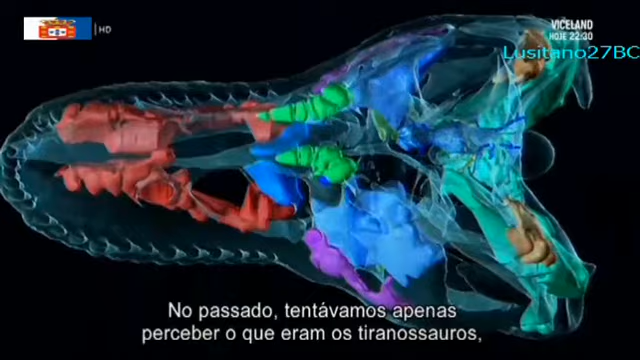 HD
VICELAND
HOJE 22:30
Lusitano27BC
No passado, tentávamos apenas
perceber o que eram os tiranossauros,